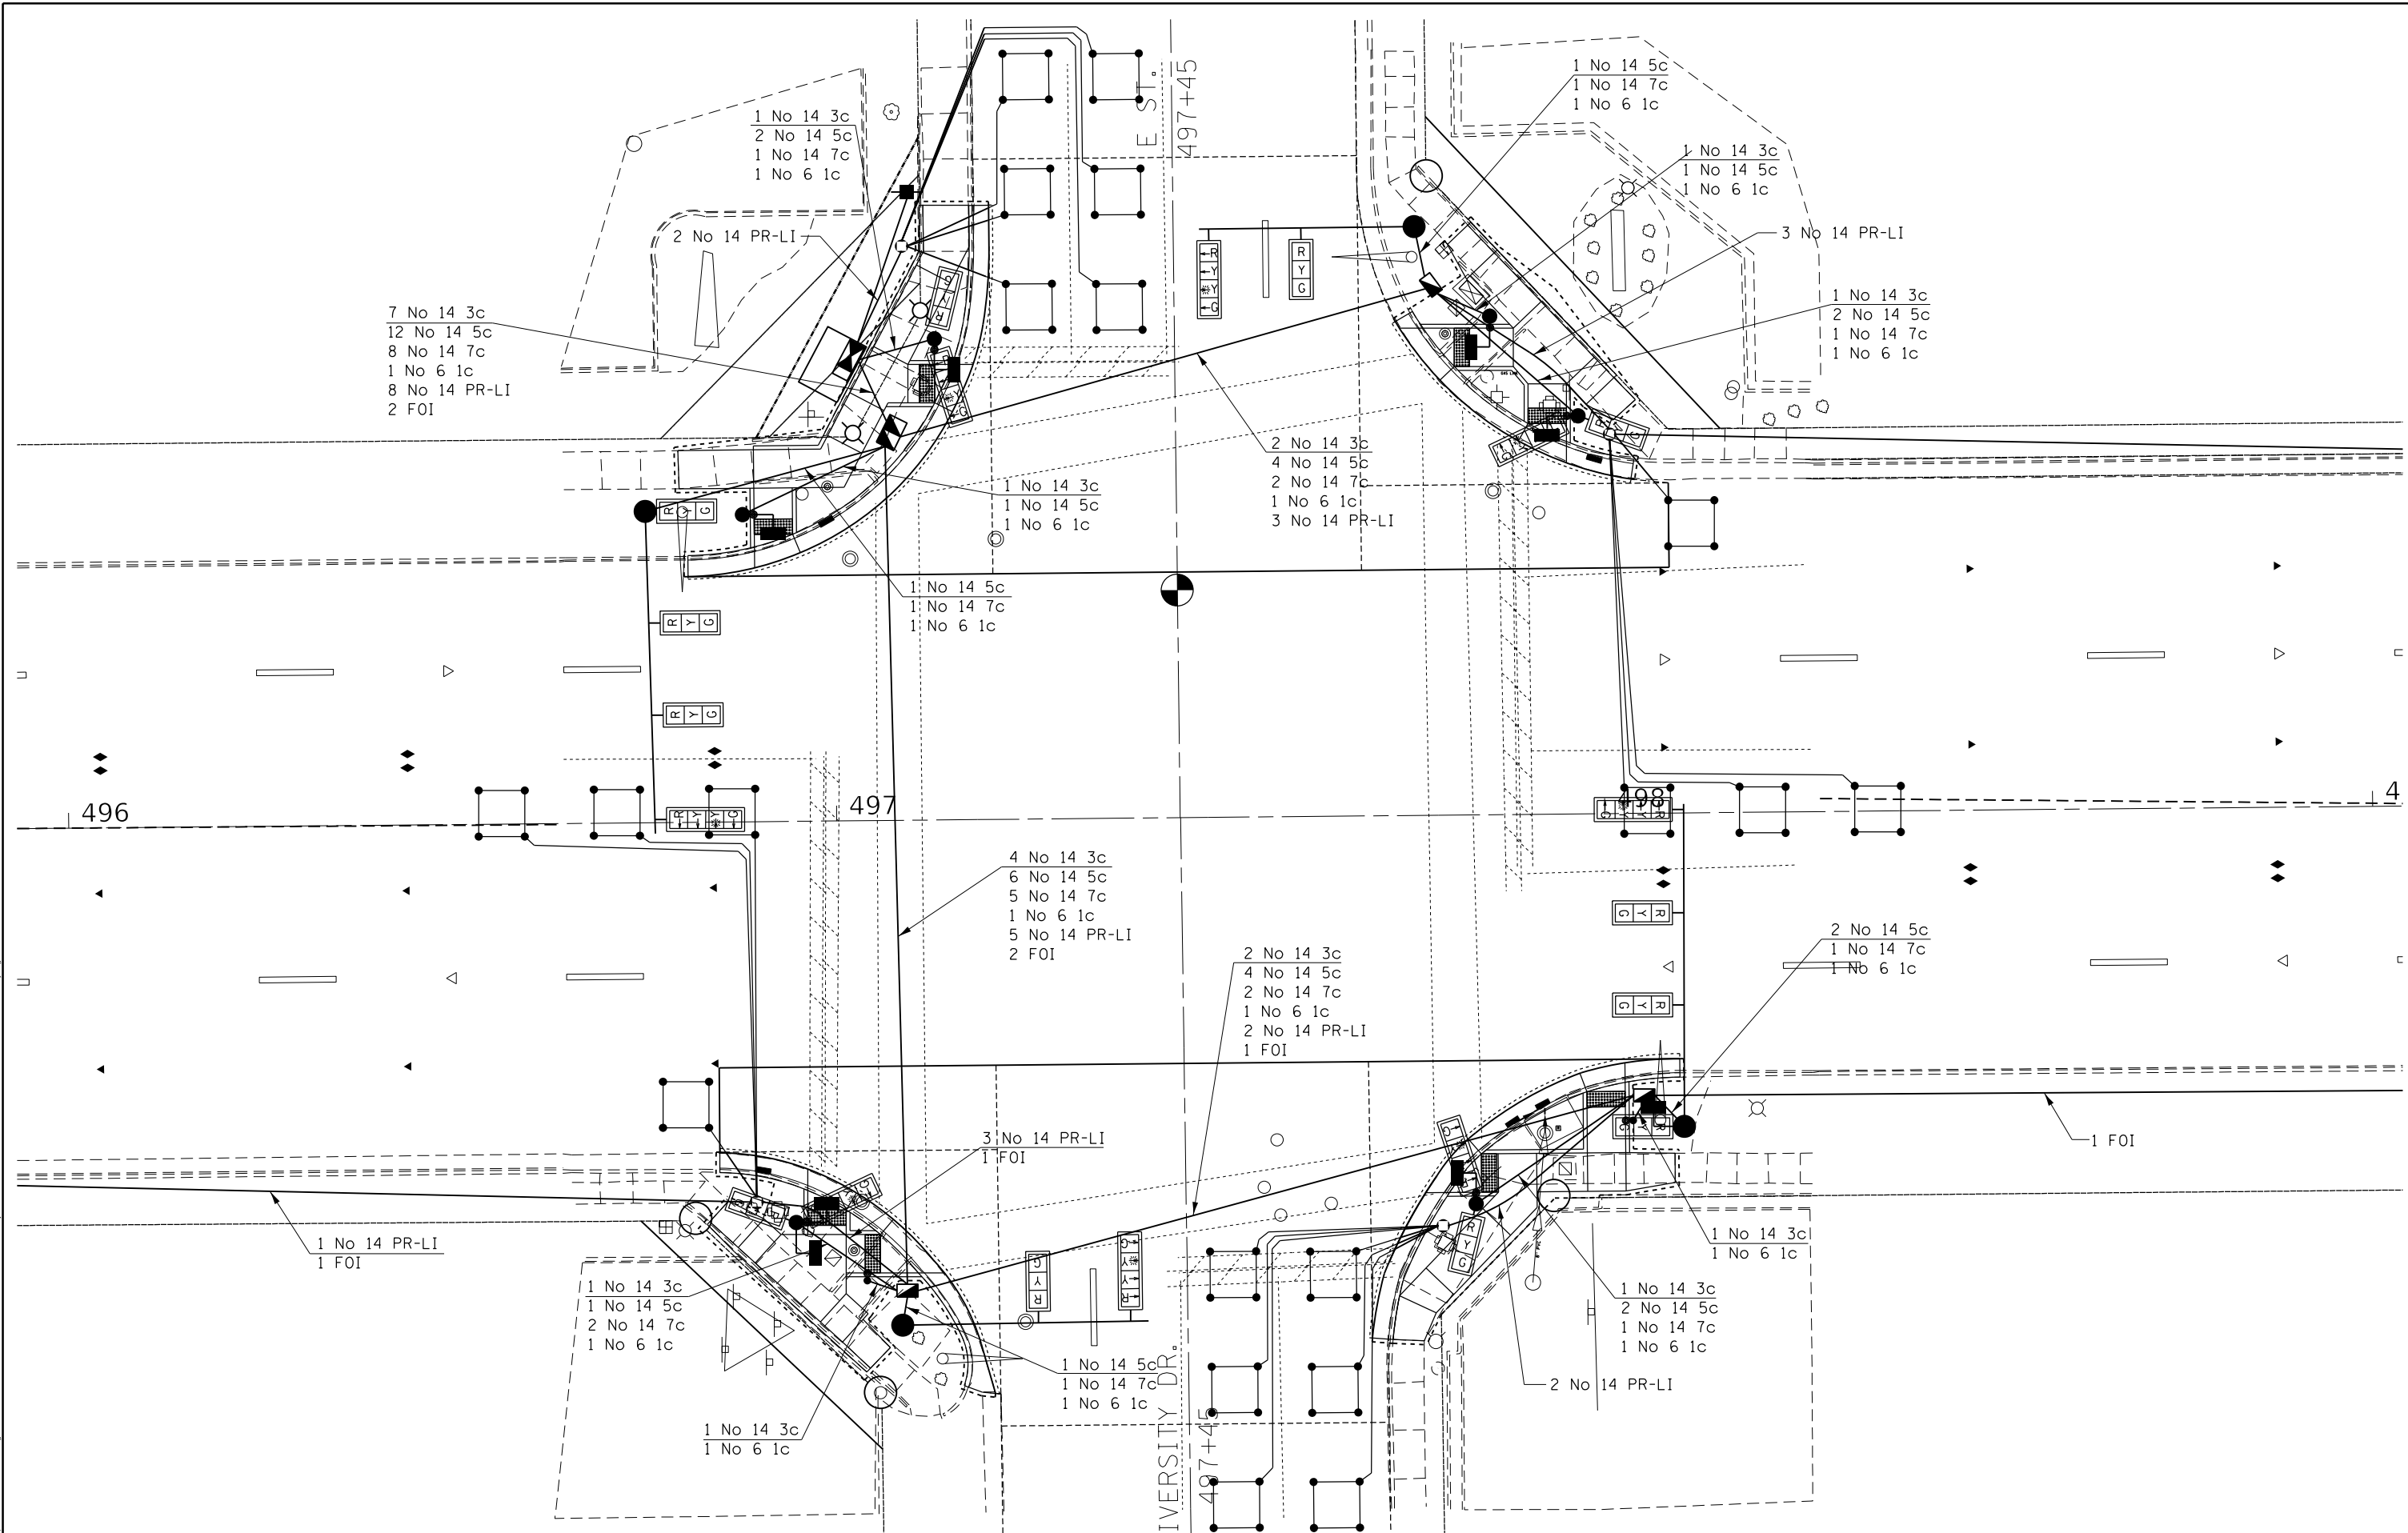 E ST.
497+45
1 No 14 5c
1 No 14 7c
1 No 6 1c
1 No 14 3c
2 No 14 5c
1 No 14 7c
1 No 6 1c
1 No 14 3c
1 No 14 5c
1 No 6 1c
2 No 14 PR-LI
3 No 14 PR-LI
R
Y
Y
G
R
Y
G
G
Y
R
7 No 14 3c
12 No 14 5c
8 No 14 7c
1 No 6 1c
8 No 14 PR-LI
2 FOI
1 No 14 3c
2 No 14 5c
1 No 14 7c
1 No 6 1c
2 No 14 3c
4 No 14 5c
2 No 14 7c
1 No 6 1c
3 No 14 PR-LI
1 No 14 3c
1 No 14 5c
1 No 6 1c
R Y G
1 No 14 5c
1 No 14 7c
1 No 6 1c
R Y G
R Y G
496
R Y Y G
497
498
G Y Y R
4
4 No 14 3c
6 No 14 5c
5 No 14 7c
1 No 6 1c
5 No 14 PR-LI
2 FOI
G Y R
2 No 14 5c
1 No 14 7c
1 No 6 1c
2 No 14 3c
4 No 14 5c
2 No 14 7c
1 No 6 1c
2 No 14 PR-LI
1 FOI
G Y R
3 No 14 PR-LI
1 FOI
G Y R
1 FOI
1 No 14 PR-LI
1 FOI
1 No 14 3c
1 No 6 1c
G
Y
R
G
Y
Y
R
R
Y
G
1 No 14 3c
1 No 14 5c
2 No 14 7c
1 No 6 1c
1 No 14 3c
2 No 14 5c
1 No 14 7c
1 No 6 1c
1 No 14 5c
1 No 14 7c
1 No 6 1c
2 No 14 PR-LI
1 No 14 3c
1 No 6 1c
IVERSITY DR.
497+45